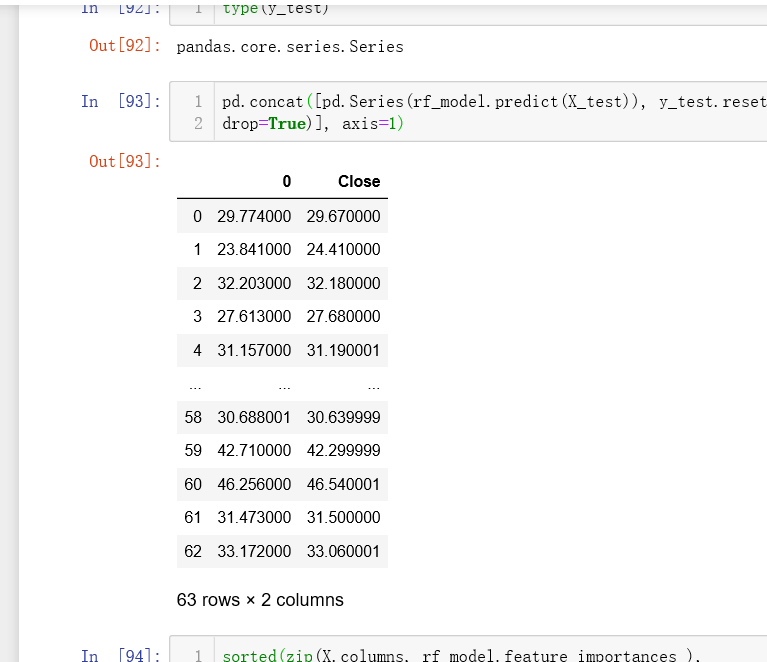 In [92]: 1 type(y_test)
Out[92]: pandas.core.series.Series
In [93]: 1 pd.concat([pd.Series(rf_model.predict(X_test)), y_test.reset
2 drop=True)], axis=1)
Out[93]:
0 Close
0 29.774000 29.670000
1 23.841000 24.410000
2 32.203000 32.180000
3 27.613000 27.680000
4 31.157000 31.190001
... ... ...
58 30.688001 30.639999
59 42.710000 42.299999
60 46.256000 46.540001
61 31.473000 31.500000
62 33.172000 33.060001
63 rows × 2 columns
In [94]: 1 sorted(zip(X.columns, rf_model.feature_importances_),